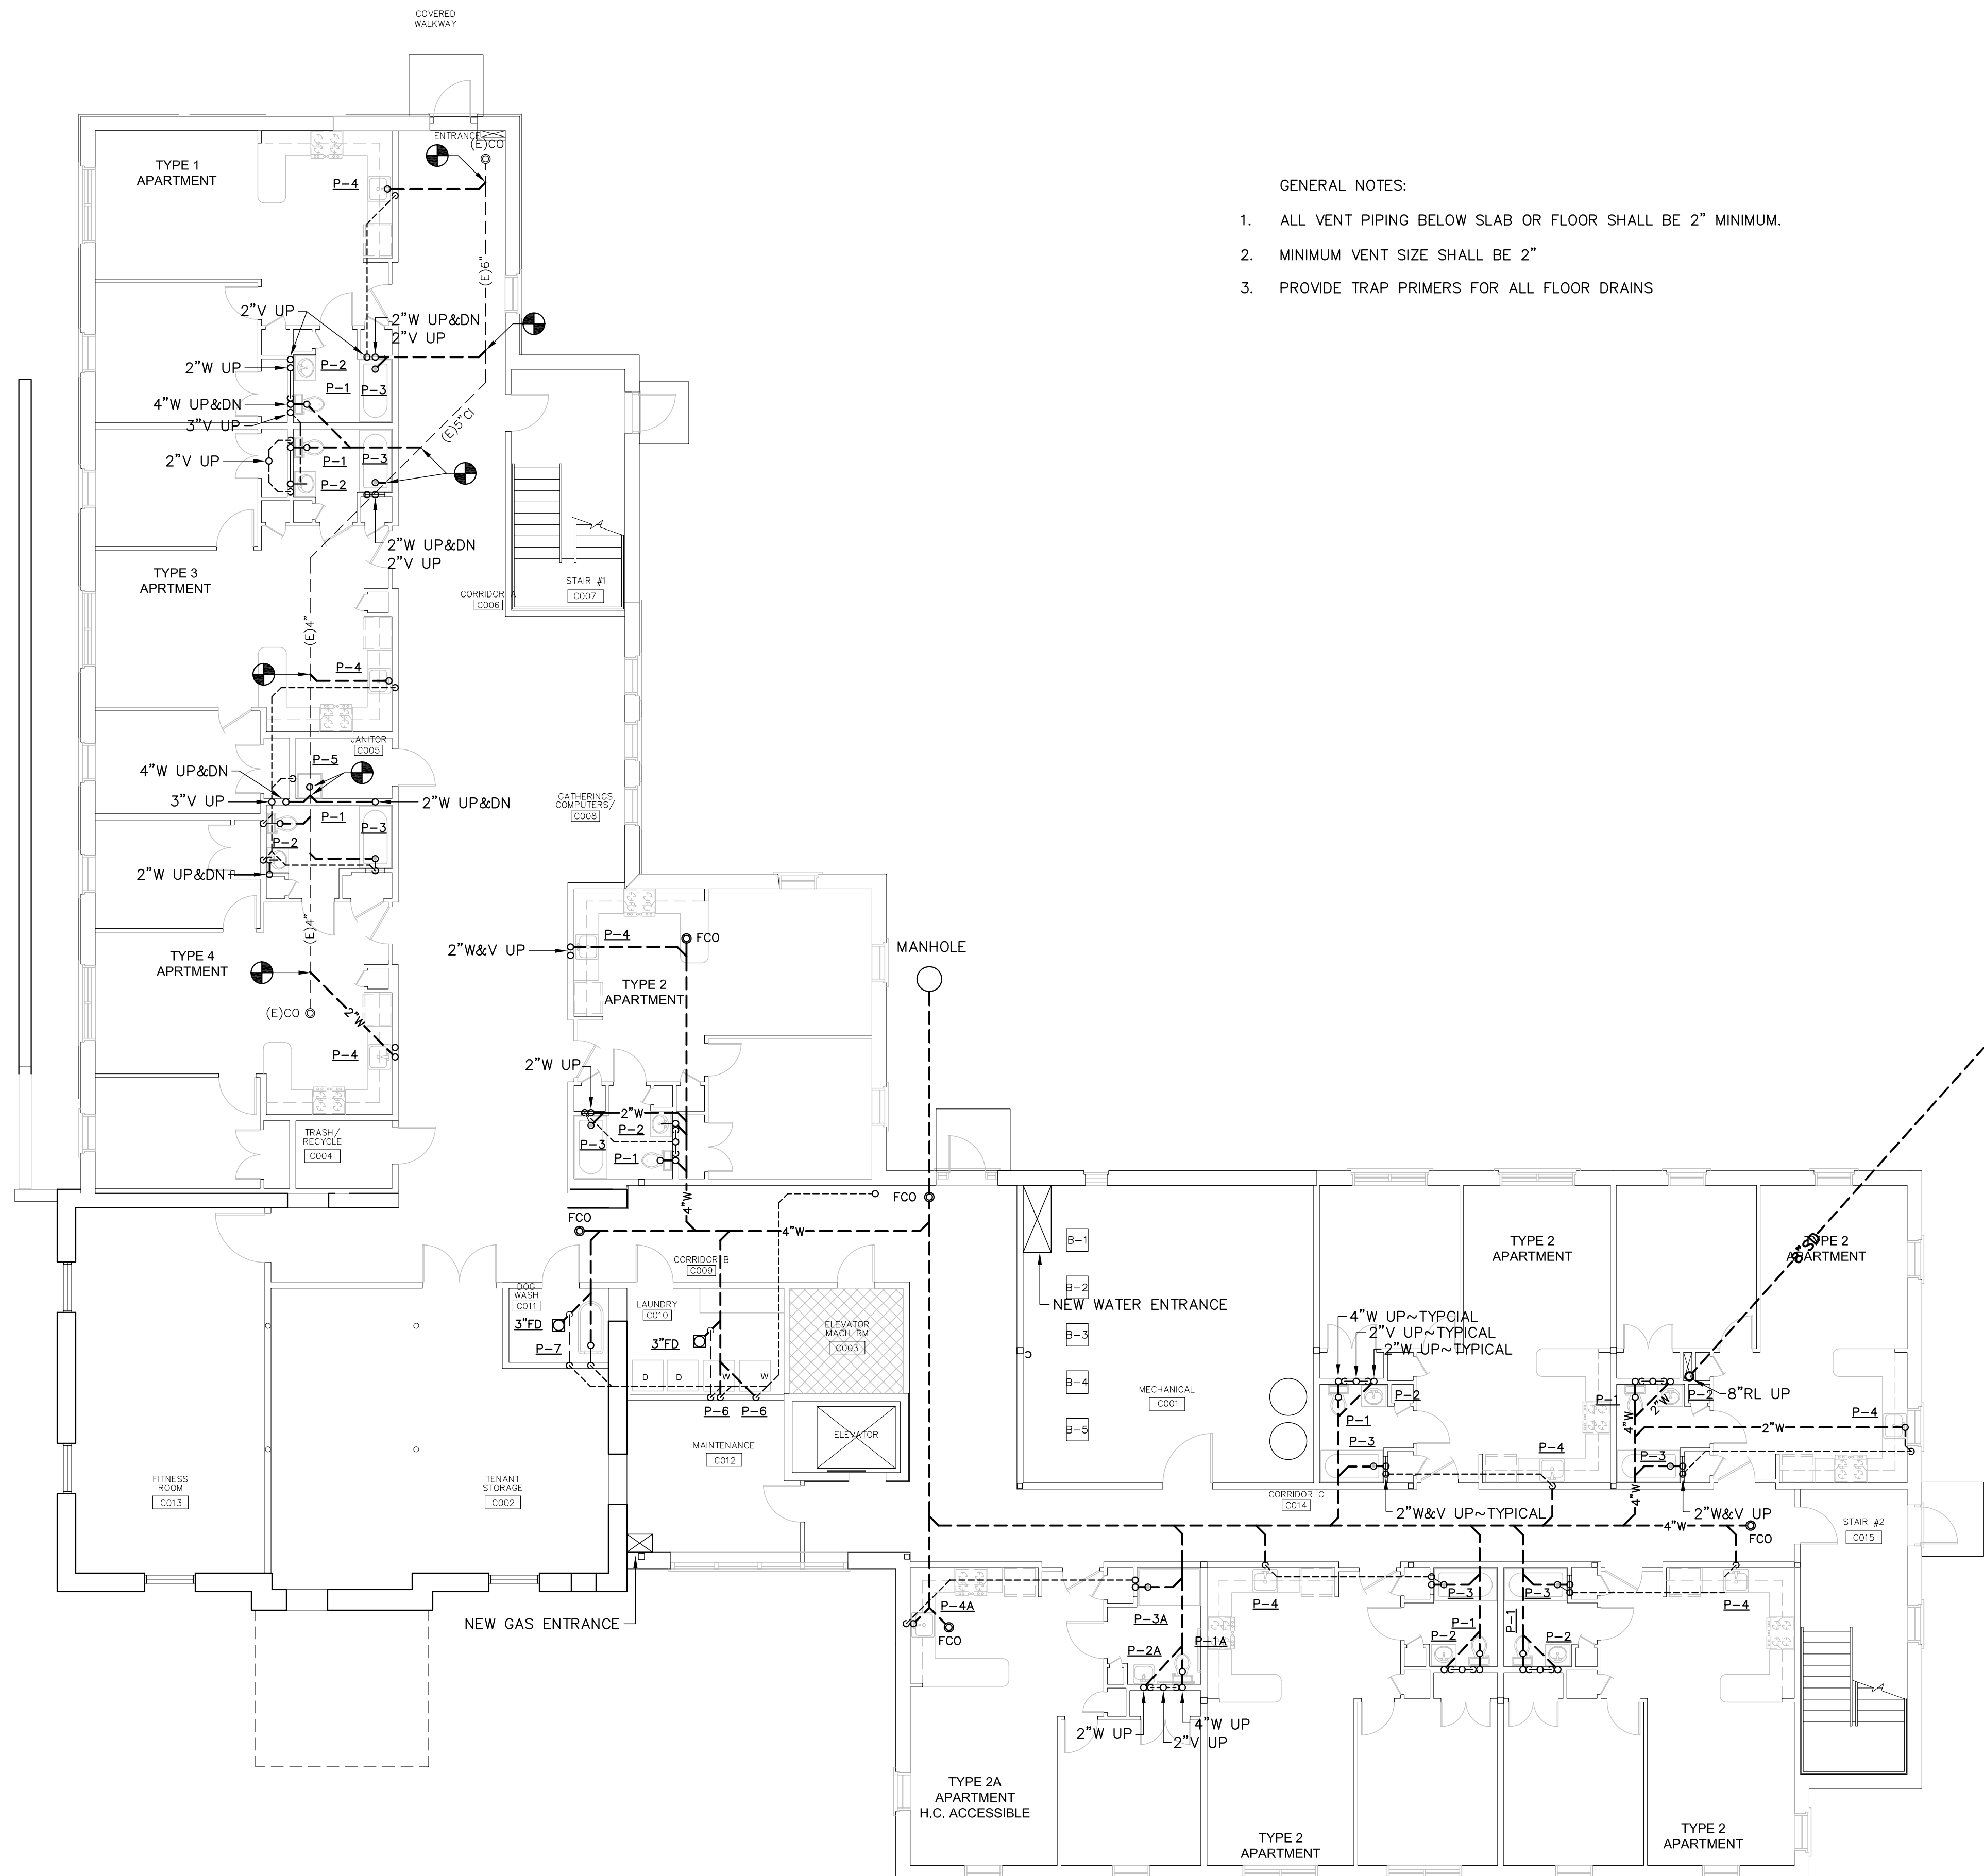 COVERED
WALKWAY
ENTRANCE
(E)CO
TYPE 1
APARTMENT
P-4
(E)6"
GENERAL NOTES:
1. ALL VENT PIPING BELOW SLAB OR FLOOR SHALL BE 2" MINIMUM.
2. MINIMUM VENT SIZE SHALL BE 2"
3. PROVIDE TRAP PRIMERS FOR ALL FLOOR DRAINS
2"V UP
2"W UP&DN
2"V UP
2"W UP
P-2
P-1
P-3
4"W UP&DN
3"V UP
(E)5" CI
2"V UP
P-1
P-3
P-2
2"W UP&DN
2"V UP
TYPE 3
APRTMENT
STAIR #1
C007
CORRIDOR A
C006
(E)4"
P-4
JANITOR
C005
P-5
4"W UP&DN
3"V UP
2"W UP&DN
GATHERINGS
COMPUTERS/
C008
P-1
P-3
P-2
2"W UP&DN
(E)4"
TYPE 4
APRTMENT
(E)CO
2"W
P-4
2"W&V UP
P-4
FCO
MANHOLE
TYPE 2
APARTMENT
2"W UP
2"W
P-2
P-3
P-1
TRASH/
RECYCLE
C004
4"W
FCO
FCO
4"W
CORRIDOR B
C009
DOG
WASH
C011
3"FD
P-7
LAUNDRY
C010
3"FD
D
D
W
W
P-6
P-6
ELEVATOR
MACH. RM
C003
ELEVATOR
MAINTENANCE
C012
B-1
B-2
B-3
B-4
B-5
NEW WATER ENTRANCE
MECHANICAL
C001
TYPE 2
APARTMENT
8"SD
TYPE 2
APARTMENT
4"W UP~TYPCIAL
2"V UP~TYPICAL
2"W UP~TYPICAL
P-2
P-1
P-3
P-4
P-1
P-2
8"RL UP
2"W
4"W
P-4
2"W
P-3
4"W
2"W&V UP~TYPICAL
2"W&V UP
CORRIDOR C
C014
4"W
FCO
STAIR #2
C015
FITNESS
ROOM
C013
TENANT
STORAGE
C002
NEW GAS ENTRANCE
P-4A
FCO
P-3A
P-2A
P-1A
P-4
P-3
P-1
P-2
P-3
P-1
P-2
P-4
2"W UP
2"V UP
4"W UP
TYPE 2A
APARTMENT
H.C. ACCESSIBLE
TYPE 2
APARTMENT
TYPE 2
APARTMENT